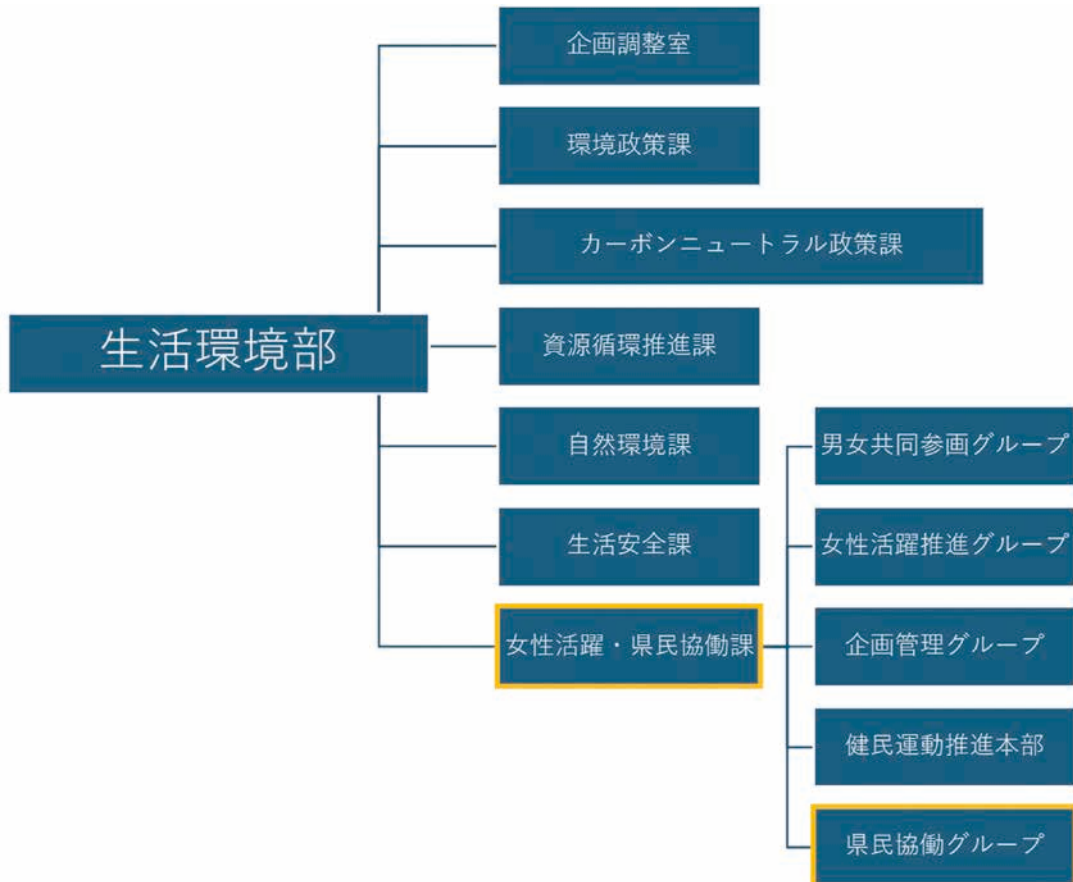 企画調整室
環境政策課
カーボンニュートラル政策課
生活環境部
資源循環推進課
自然環境課
生活安全課
女性活躍・県民協働課
男女共同参画グループ
女性活躍推進グループ
企画管理グループ
健民運動推進本部
県民協働グループ